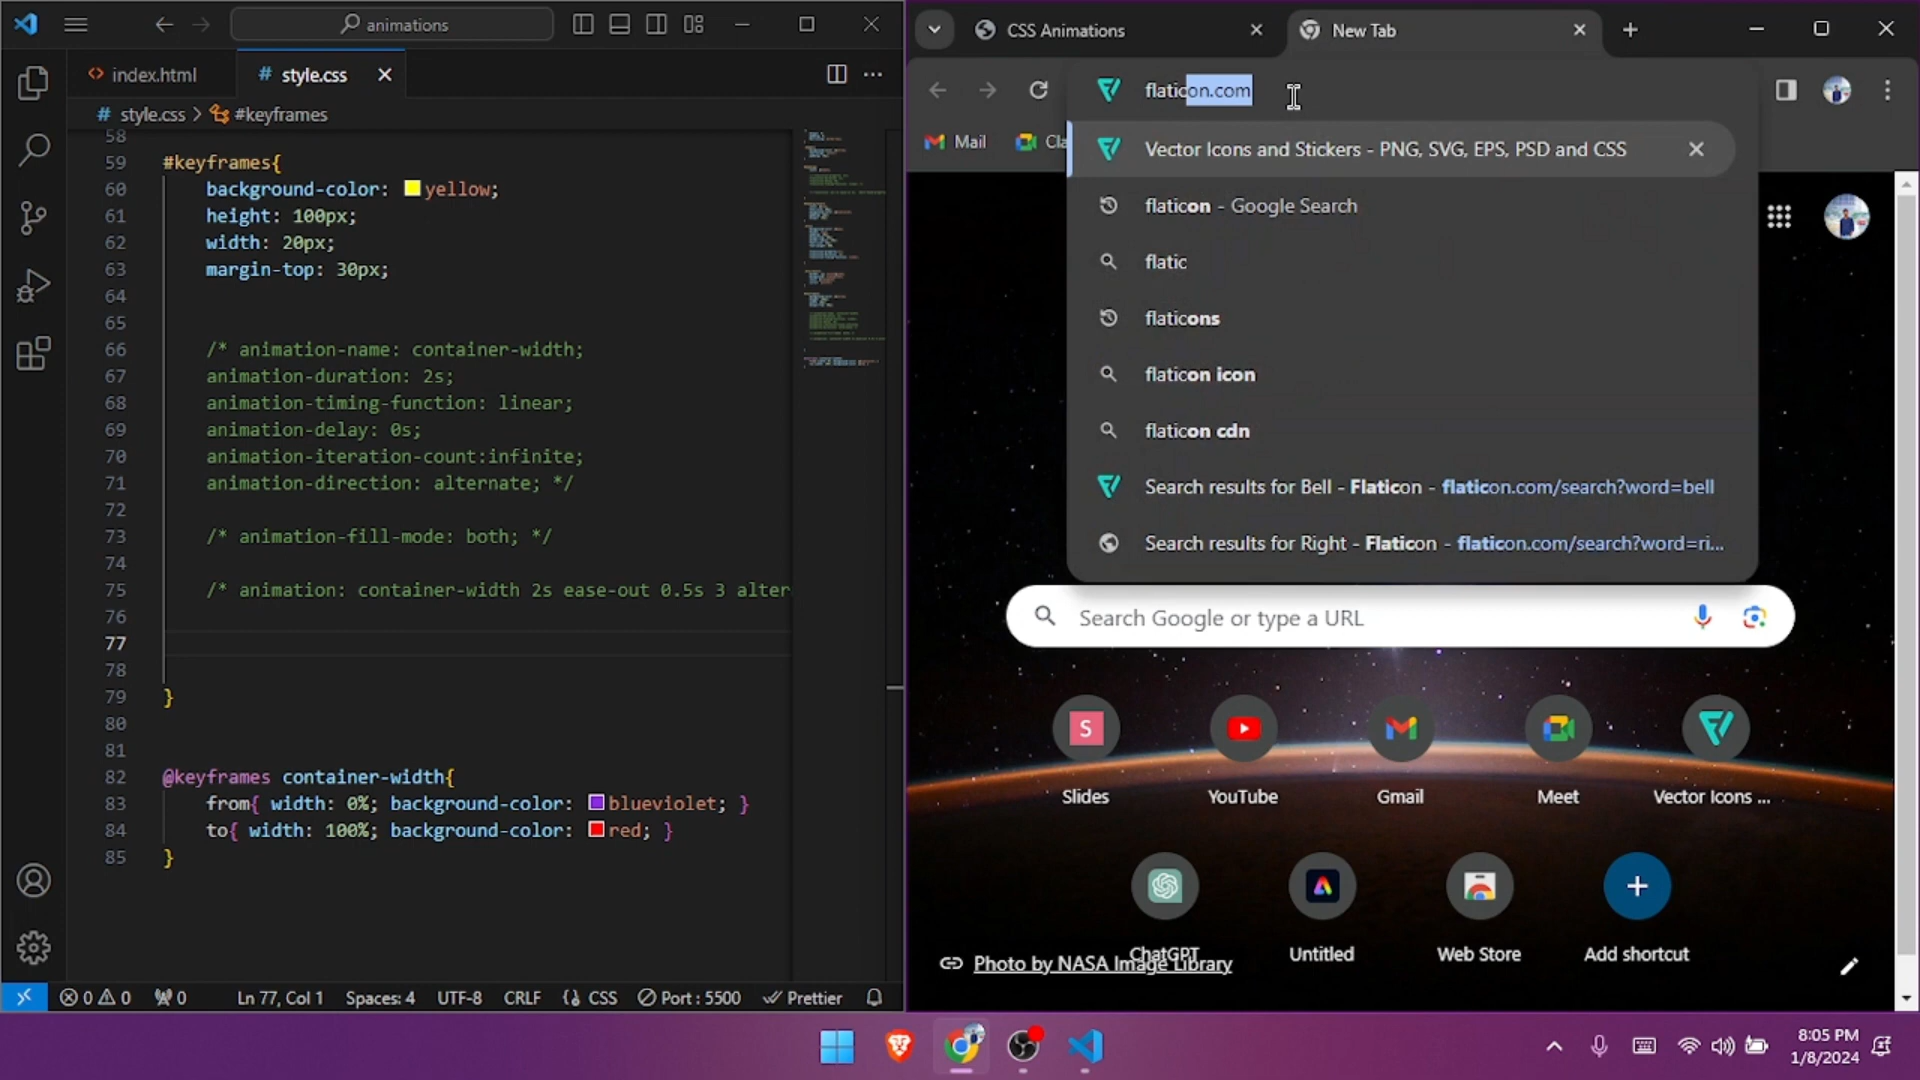 animations
index.html
# style.css
# style.css > #keyframes
58
59 #keyframes{
60 background-color: yellow;
61 height: 100px;
62 width: 20px;
63 margin-top: 30px;
64
65
66 /* animation-name: container-width;
67 animation-duration: 2s;
68 animation-timing-function: linear;
69 animation-delay: 0s;
70 animation-iteration-count:infinite;
71 animation-direction: alternate; */
72
73 /* animation-fill-mode: both; */
74
75 /* animation: container-width 2s ease-out 0.5s 3 alter
76
77
78
79 }
80
81
82 @keyframes container-width{
83 from{ width: 0%; background-color: blueviolet; }
84 to{ width: 100%; background-color: red; }
85 }
0 0 0 Ln 77, Col 1 Spaces: 4 UTF-8 CRLF CSS Port : 5500 Prettier
CSS Animations
New Tab
flaticon.com
Mail
Cla
Vector Icons and Stickers - PNG, SVG, EPS, PSD and CSS
flaticon - Google Search
flatic
flaticons
flaticon icon
flaticon cdn
Search results for Bell - Flaticon - flaticon.com/search?word=bell
Search results for Right - Flaticon - flaticon.com/search?word=ri...
Search Google or type a URL
S
Slides YouTube Gmail Meet Vector Icons ...
ChatGPT Untitled Web Store Add shortcut
Photo by NASA Image Library
8:05 PM
1/8/2024